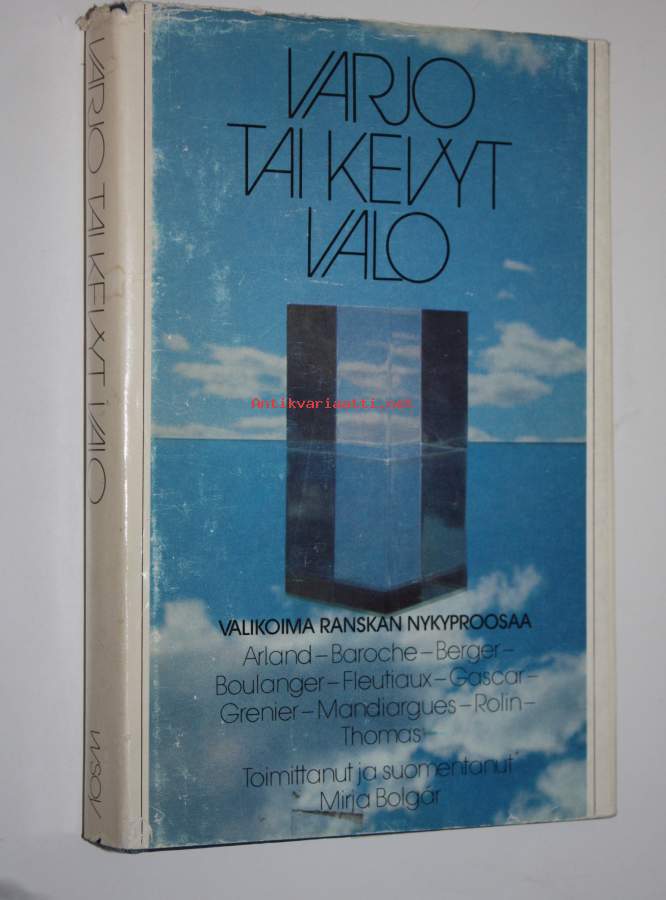 VARJO
TAI KEVYT
VALO
Antikvariaatti.net
VALIKOIMA RANSKAN NYKYPROOSAA
Arland – Baroche – Berger –
Boulanger – Fleutiaux – Gascar –
Grenier – Mandiargues – Rolin –
Thomas
Toimittanut ja suomentanut
Mirja Bolgár
VARJO TAI KEVYT VALO
WSOY